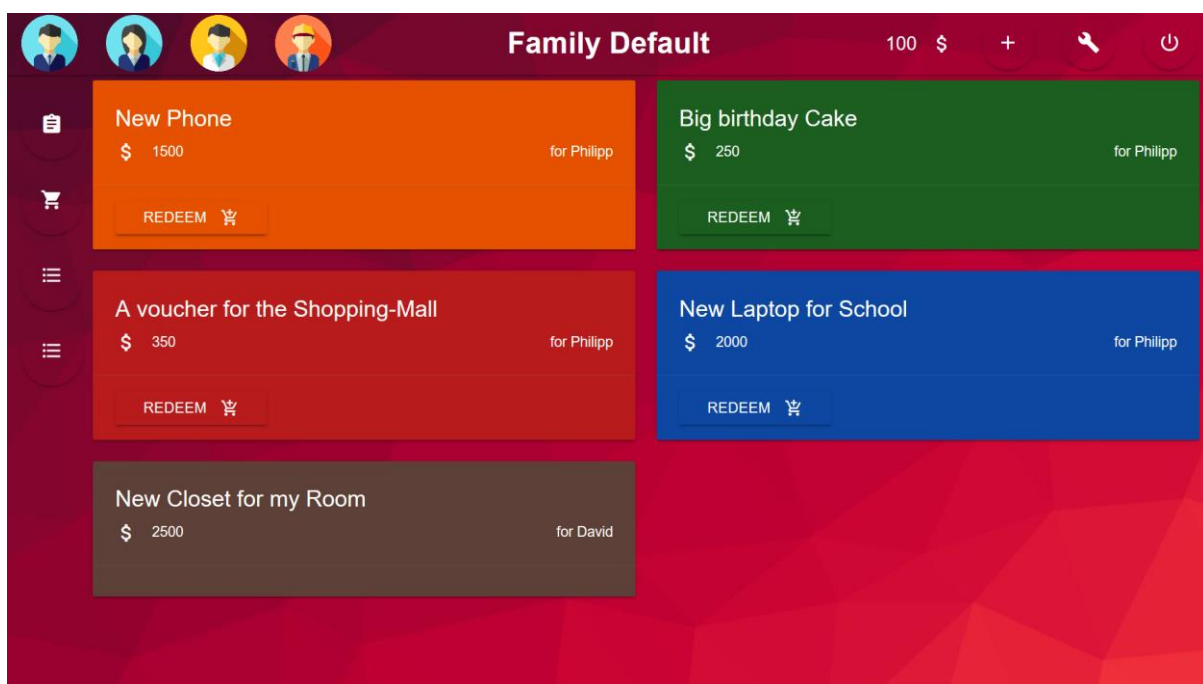 Family Default
100 $
New Phone
$ 1500
for Philipp
REDEEM
Big birthday Cake
$ 250
for Philipp
REDEEM
A voucher for the Shopping-Mall
$ 350
for Philipp
REDEEM
New Laptop for School
$ 2000
for Philipp
REDEEM
New Closet for my Room
$ 2500
for David